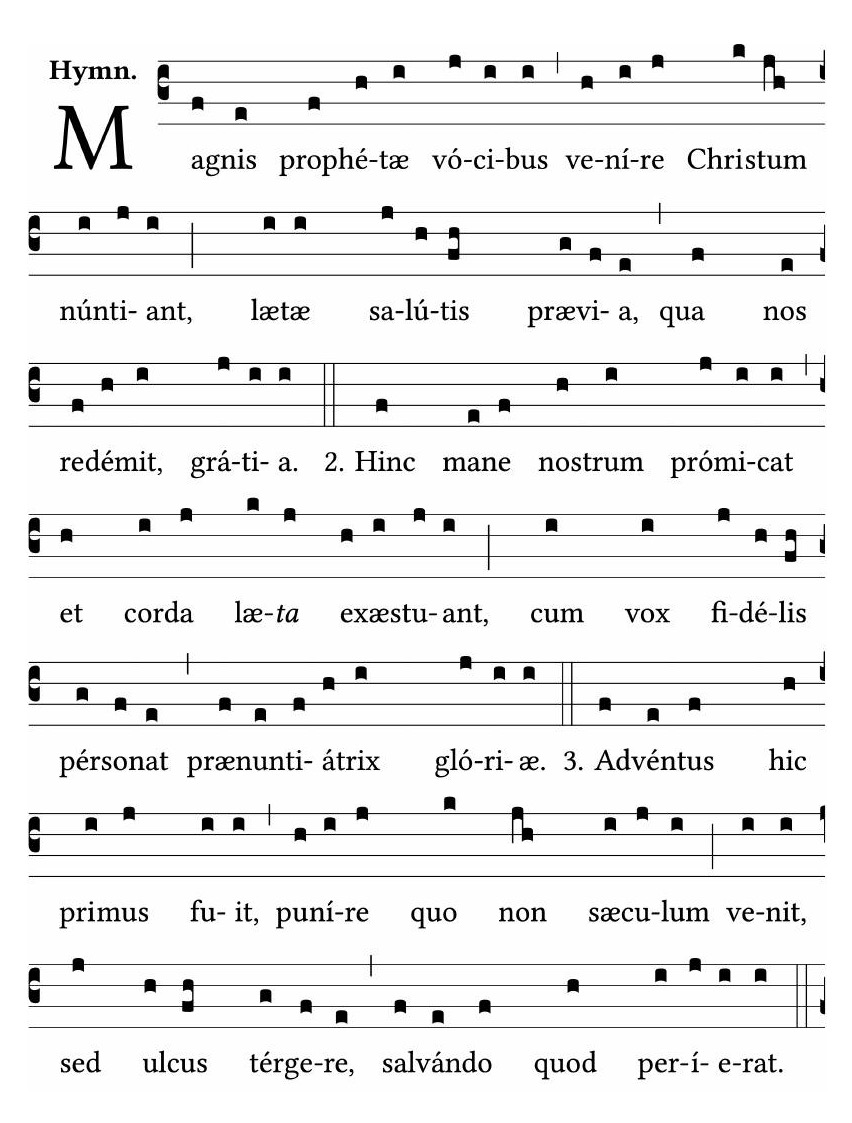 Hymn.
Magnis prophé-tæ vó-ci-bus ve-ní-re Christum
núnti-ant, lætæ sa-lú-tis prævi-a, qua nos
redémit, grá-ti-a. 2. Hinc mane nostrum prómi-cat
et corda læ-ta exæstu-ant, cum vox fi-dé-lis
pérsonat prænunti-átrix gló-ri-æ. 3. Advéntus hic
primus fu-it, puní-re quo non sæcu-lum ve-nit,
sed ulcus térge-re, salvándo quod per-í-e-rat.